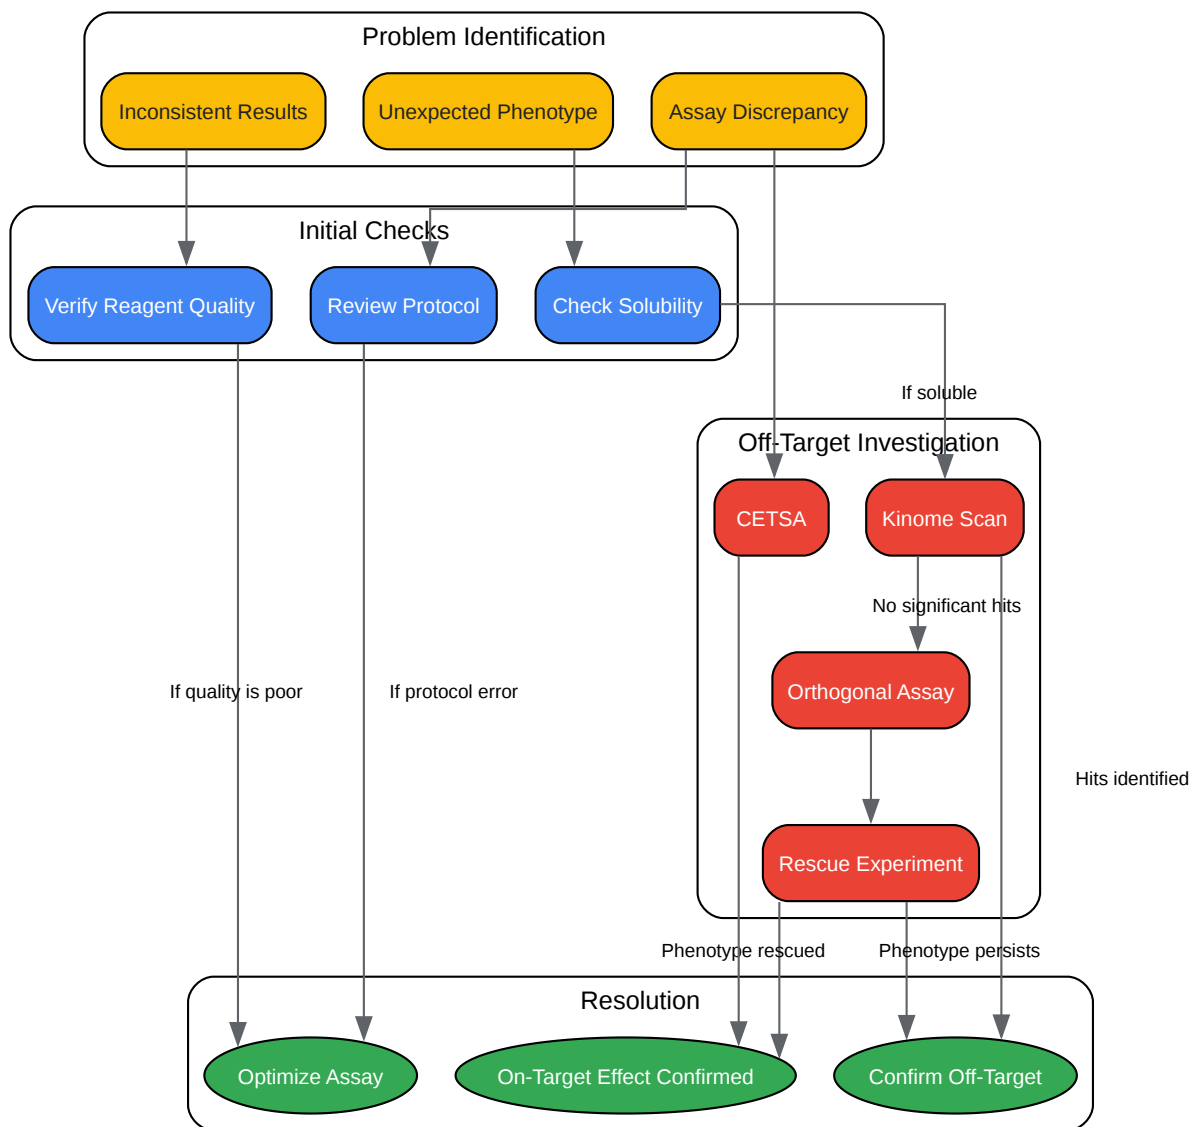 Problem Identification
Inconsistent Results
Unexpected Phenotype
Assay Discrepancy
Initial Checks
Verify Reagent Quality
Review Protocol
Check Solubility
If soluble
Off-Target Investigation
CETSA
Kinome Scan
No significant hits
If quality is poor
If protocol error
Orthogonal Assay
Hits identified
Rescue Experiment
Phenotype rescued
Phenotype persists
Resolution
Optimize Assay
On-Target Effect Confirmed
Confirm Off-Target